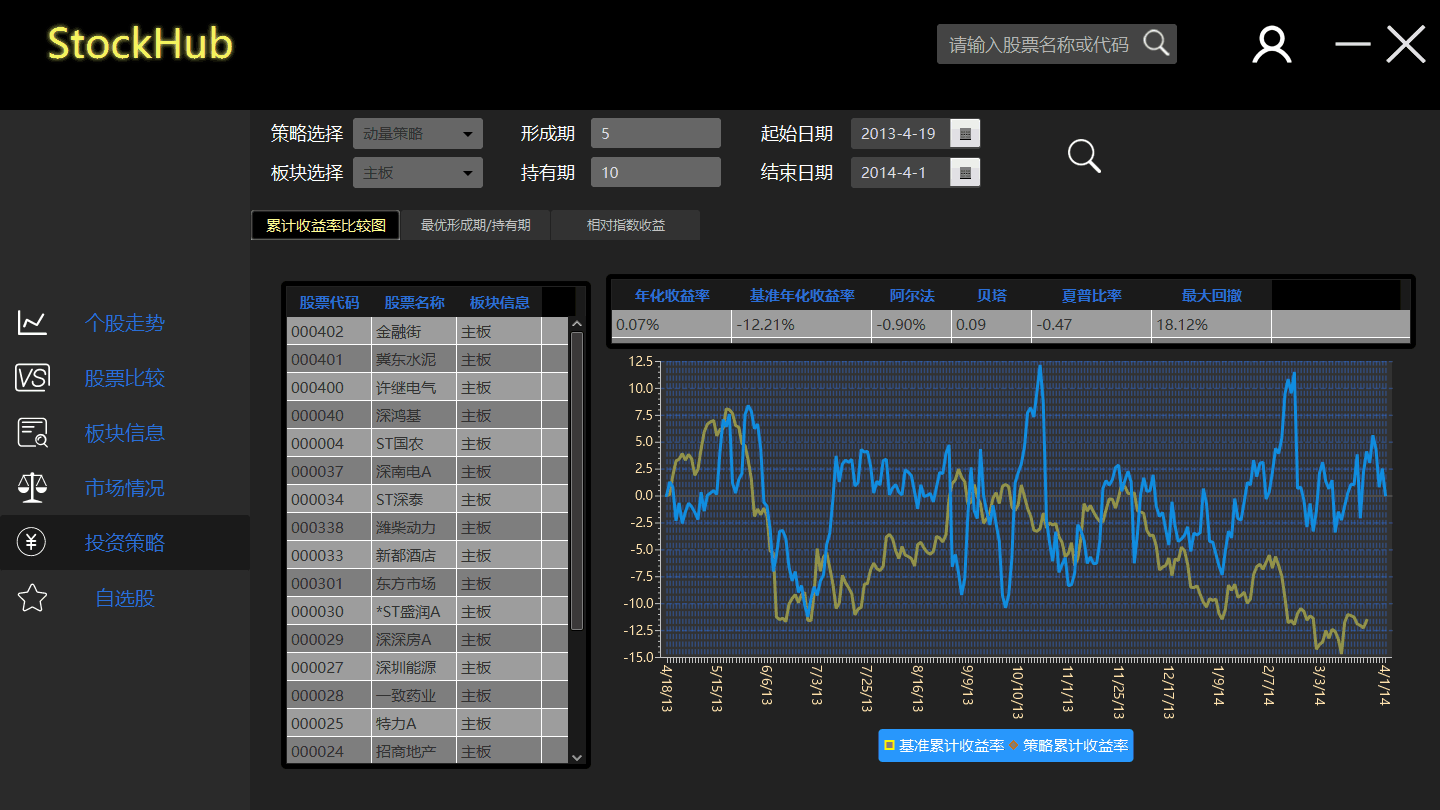 StockHub
请输入股票名称或代码
策略选择 动量策略 形成期 5 起始日期 2013-4-19
板块选择 主板 持有期 10 结束日期 2014-4-1
累计收益率比较图 最优形成期/持有期 相对指数收益
个股走势
VS 股票比较
板块信息
市场情况
¥ 投资策略
自选股
股票代码 股票名称 板块信息
000402 金融街 主板
000401 冀东水泥 主板
000400 许继电气 主板
000040 深鸿基 主板
000004 ST国农 主板
000037 深南电A 主板
000034 ST深泰 主板
000338 潍柴动力 主板
000033 新都酒店 主板
000301 东方市场 主板
000030 *ST盛润A 主板
000029 深深房A 主板
000027 深圳能源 主板
000028 一致药业 主板
000025 特力A 主板
000024 招商地产 主板
年化收益率 基准年化收益率 阿尔法 贝塔 夏普比率 最大回撤
0.07% -12.21% -0.90% 0.09 -0.47 18.12%
12.5
10.0
7.5
5.0
2.5
0.0
-2.5
-5.0
-7.5
-10.0
-12.5
-15.0
4/18/13 5/15/13 6/6/13 7/3/13 7/25/13 8/16/13 9/9/13 10/10/13 11/1/13 11/25/13 12/17/13 1/9/14 2/7/14 3/3/14 4/1/14
基准累计收益率 策略累计收益率